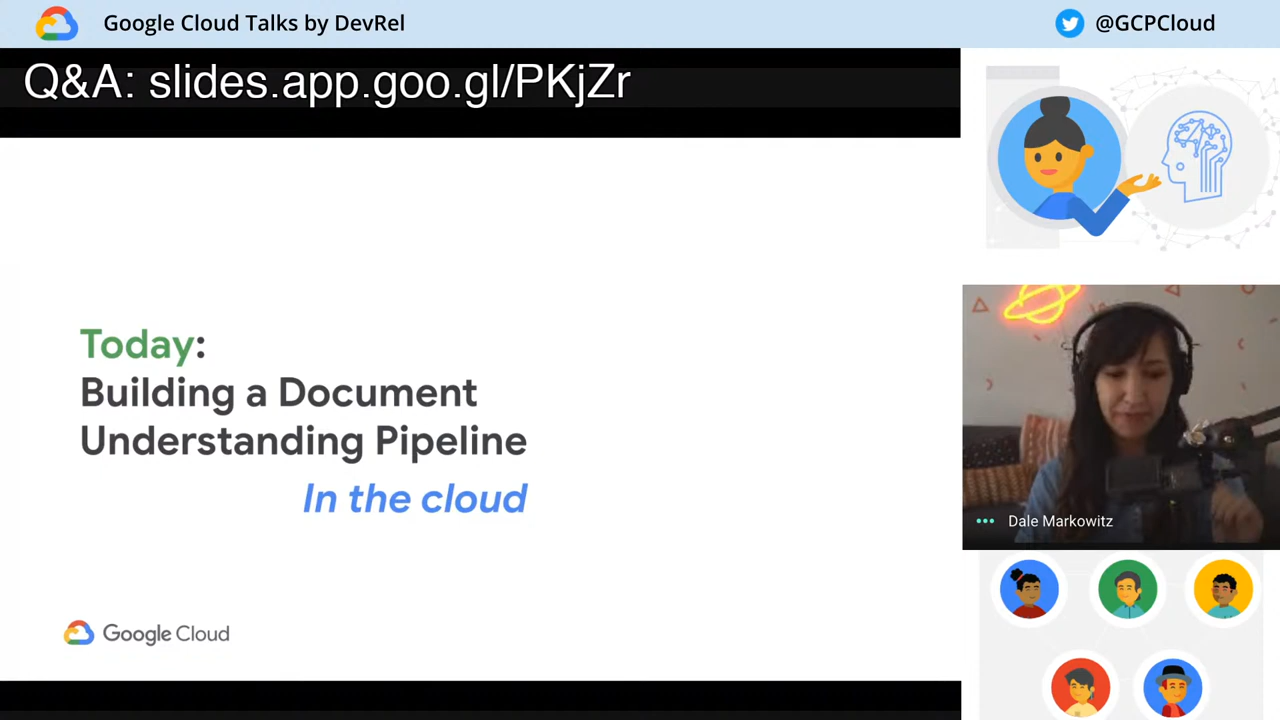 Google Cloud Talks by DevRel
@GCPCloud
Q&A: slides.app.goo.gl/PKjZr
Today:
Building a Document
Understanding Pipeline
In the cloud
Google Cloud
Dale Markowitz